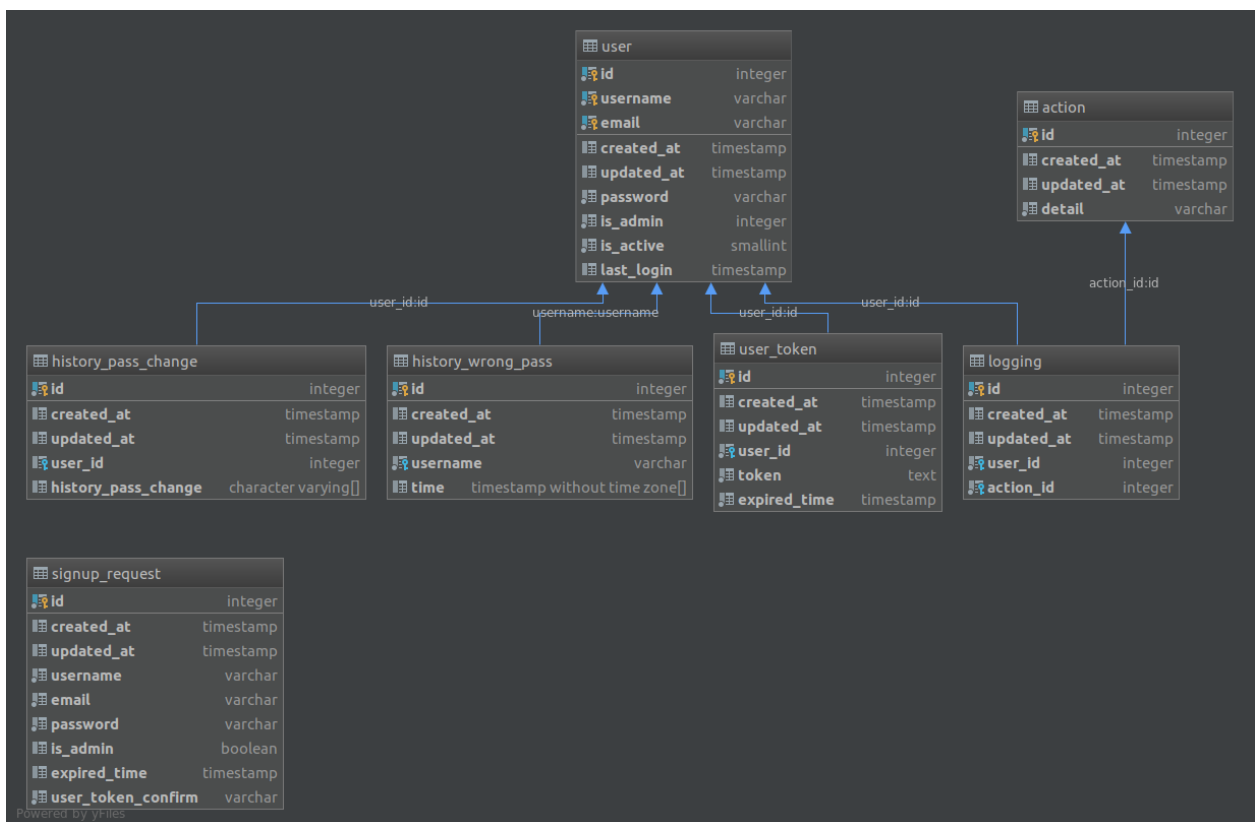 user
id integer
username varchar
email varchar
created_at timestamp
updated_at timestamp
password varchar
is_admin integer
is_active smallint
last_login timestamp
action
id integer
created_at timestamp
updated_at timestamp
detail varchar
user_id:id
username:username
user_id:id
user_id:id
action_id:id
history_pass_change
id integer
created_at timestamp
updated_at timestamp
user_id integer
history_pass_change character varying[]
history_wrong_pass
id integer
created_at timestamp
updated_at timestamp
username varchar
time timestamp without time zone[]
user_token
id integer
created_at timestamp
updated_at timestamp
user_id integer
token text
expired_time timestamp
logging
id integer
created_at timestamp
updated_at timestamp
user_id integer
action_id integer
signup_request
id integer
created_at timestamp
updated_at timestamp
username varchar
email varchar
password varchar
is_admin boolean
expired_time timestamp
user_token_confirm varchar
Powered by yFiles